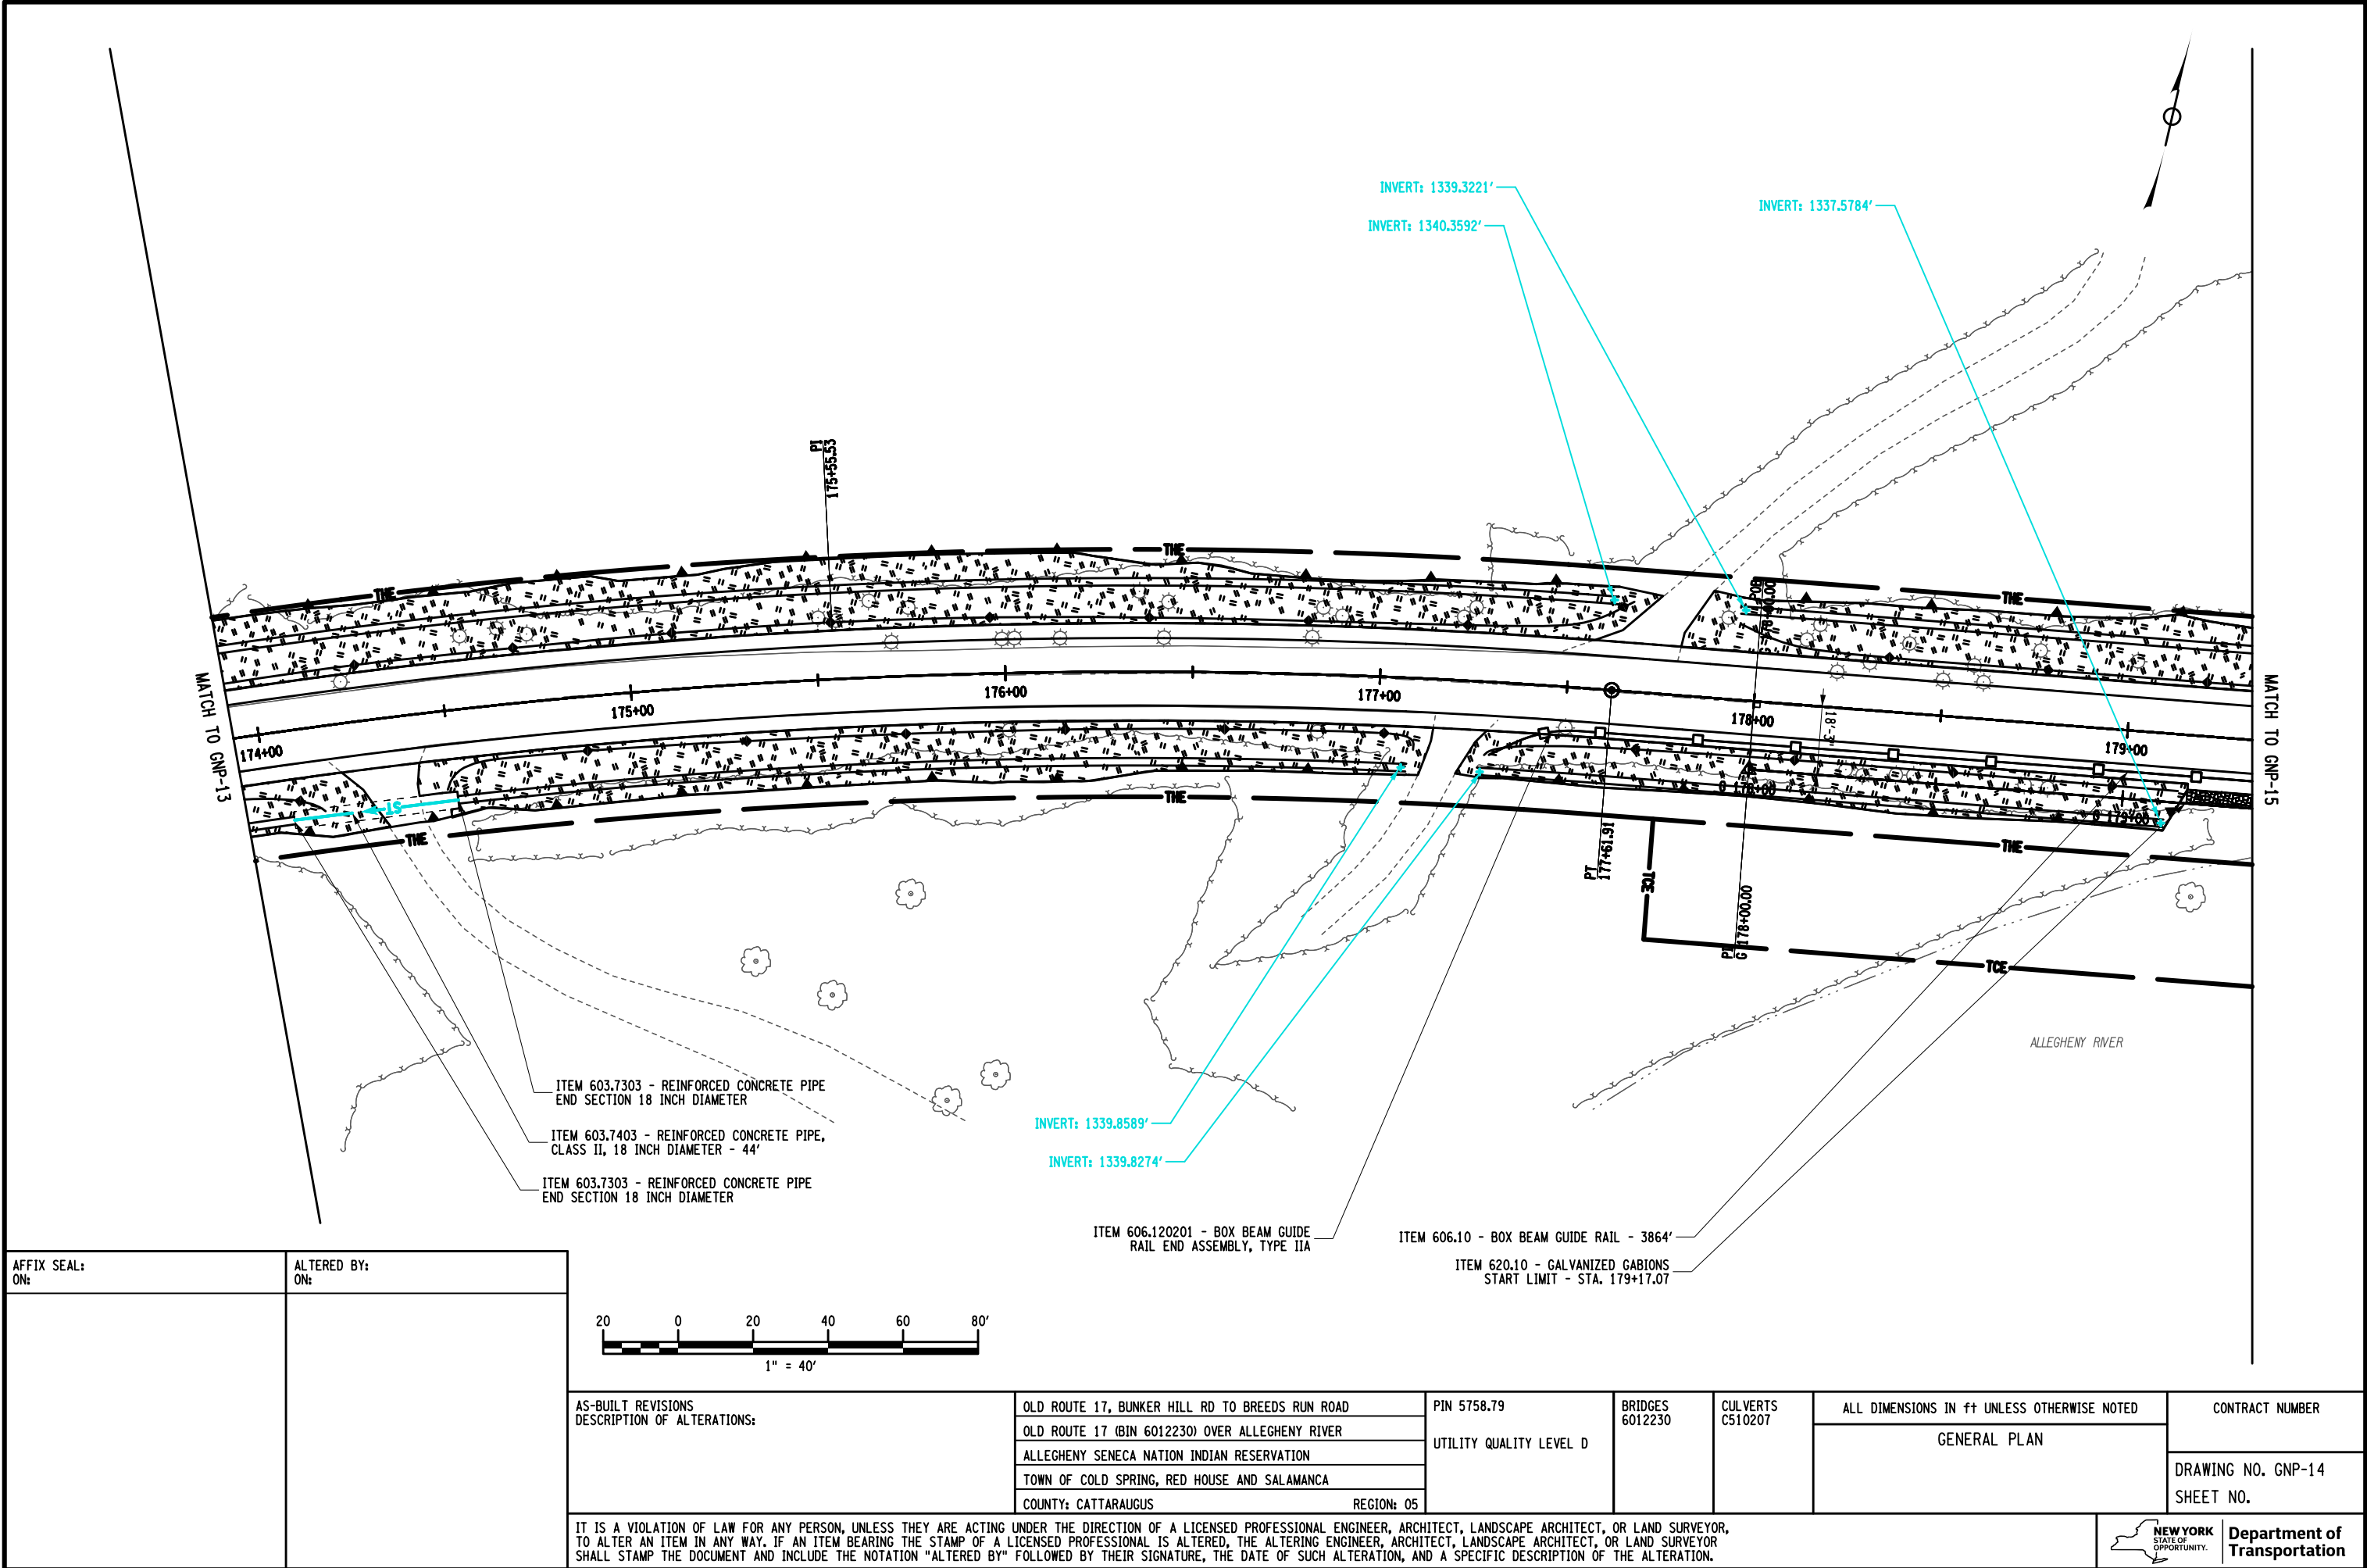 INVERT: 1339.3221'
INVERT: 1340.3592'
INVERT: 1337.5784'
PI
175+55.53
THE
THE
THE
POB
MATCH TO GNP-13
174+00
175+00
176+00
177+00
178+00
179+00
18'-3"
MATCH TO GNP-15
S1
THE
THE
THE
G 178+00
G 179+00
PT
177+61.91
TCE
PI
G 178+00.00
TCE
ALLEGHENY RIVER
ITEM 603.7303 - REINFORCED CONCRETE PIPE
END SECTION 18 INCH DIAMETER
ITEM 603.7403 - REINFORCED CONCRETE PIPE,
CLASS II, 18 INCH DIAMETER - 44'
ITEM 603.7303 - REINFORCED CONCRETE PIPE
END SECTION 18 INCH DIAMETER
INVERT: 1339.8589'
INVERT: 1339.8274'
ITEM 606.120201 - BOX BEAM GUIDE
RAIL END ASSEMBLY, TYPE IIA
ITEM 606.10 - BOX BEAM GUIDE RAIL - 3864'
ITEM 620.10 - GALVANIZED GABIONS
START LIMIT - STA. 179+17.07
AFFIX SEAL:
ON:
ALTERED BY:
ON:
20 0 20 40 60 80'
1" = 40'
AS-BUILT REVISIONS
DESCRIPTION OF ALTERATIONS:
OLD ROUTE 17, BUNKER HILL RD TO BREEDS RUN ROAD
OLD ROUTE 17 (BIN 6012230) OVER ALLEGHENY RIVER
ALLEGHENY SENECA NATION INDIAN RESERVATION
TOWN OF COLD SPRING, RED HOUSE AND SALAMANCA
COUNTY: CATTARAUGUS REGION: 05
PIN 5758.79
UTILITY QUALITY LEVEL D
BRIDGES
6012230
CULVERTS
C510207
ALL DIMENSIONS IN ft UNLESS OTHERWISE NOTED
GENERAL PLAN
CONTRACT NUMBER
DRAWING NO. GNP-14
SHEET NO.
IT IS A VIOLATION OF LAW FOR ANY PERSON, UNLESS THEY ARE ACTING UNDER THE DIRECTION OF A LICENSED PROFESSIONAL ENGINEER, ARCHITECT, LANDSCAPE ARCHITECT, OR LAND SURVEYOR,
TO ALTER AN ITEM IN ANY WAY. IF AN ITEM BEARING THE STAMP OF A LICENSED PROFESSIONAL IS ALTERED, THE ALTERING ENGINEER, ARCHITECT, LANDSCAPE ARCHITECT, OR LAND SURVEYOR
SHALL STAMP THE DOCUMENT AND INCLUDE THE NOTATION "ALTERED BY" FOLLOWED BY THEIR SIGNATURE, THE DATE OF SUCH ALTERATION, AND A SPECIFIC DESCRIPTION OF THE ALTERATION.
NEW YORK
STATE OF
OPPORTUNITY.
Department of
Transportation